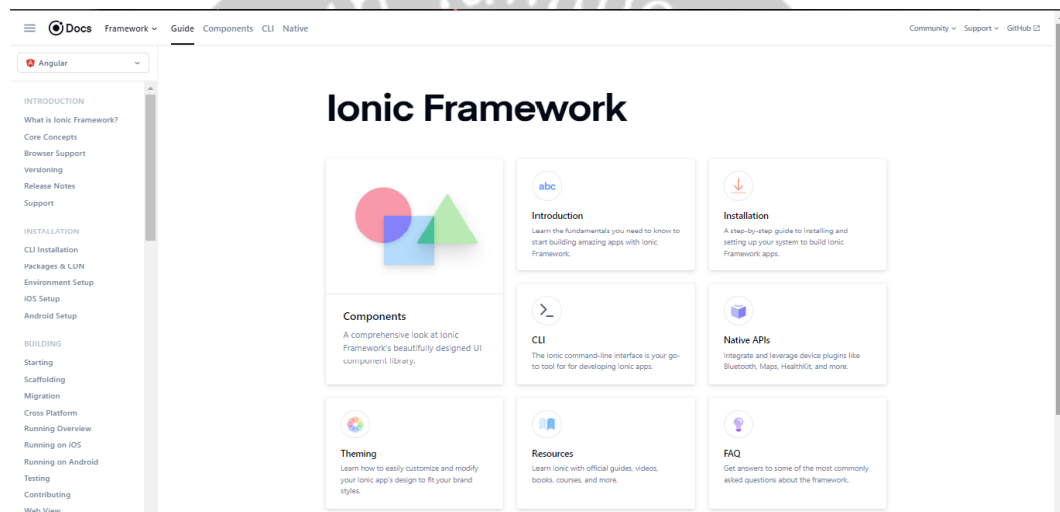 Docs Framework Guide Components CLI Native Community Support GitHub
Angular
INTRODUCTION
What is Ionic Framework?
Core Concepts
Browser Support
Versioning
Release Notes
Support
INSTALLATION
CLI Installation
Packages & CDN
Environment Setup
iOS Setup
Android Setup
BUILDING
Starting
Scaffolding
Migration
Cross Platform
Running Overview
Running on iOS
Running on Android
Testing
Contributing
Web View
Ionic Framework
Components
A comprehensive look at Ionic
Framework's beautifully designed UI
component library.
abc
Introduction
Learn the fundamentals you need to know to
start building amazing apps with Ionic
Framework.
Installation
A step-by-step guide to installing and
setting up your system to build Ionic
Framework apps.
CLI
The Ionic command-line interface is your go-
to tool for for developing Ionic apps.
Native APIs
Integrate and leverage device plugins like
Bluetooth, Maps, HealthKit, and more.
Theming
Learn how to easily customize and modify
your Ionic app's design to fit your brand
styles.
Resources
Learn Ionic with official guides, videos,
books, courses, and more.
FAQ
Get answers to some of the most commonly
asked questions about the framework.